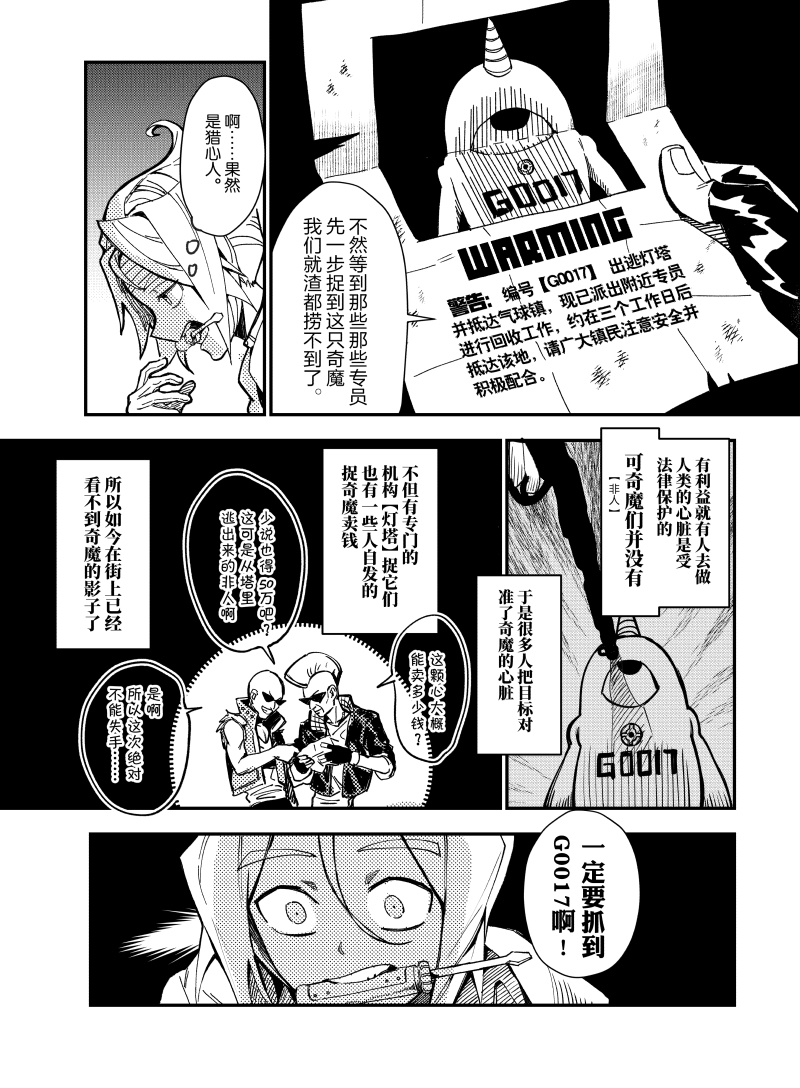 G0017
WARMING
警告：编号【G0017】 出逃灯塔
并抵达气球镇，现已派出附近专员
进行回收工作，约在三个工作日后
抵达该地，请广大镇民注意安全并
积极配合。
不然等到那些那些专员
先一步捉到这只奇魔
我们就渣都捞不到了。
啊……果然
是猎心人。
有利益就有人去做
人类的心脏是受
法律保护的
可奇魔们并没有
【非人】
于是很多人把目标对
准了奇魔的心脏
G0017
不但有专门的
机构【灯塔】捉它们
也有一些人自发的
捉奇魔卖钱
这颗心大概
能卖多少钱？
少说也得50万吧？
这可是从塔里
逃出来的非人啊
是啊
所以这次绝对
不能失手……
所以如今在街上已经
看不到奇魔的影子了
一定要抓到
G0017啊！